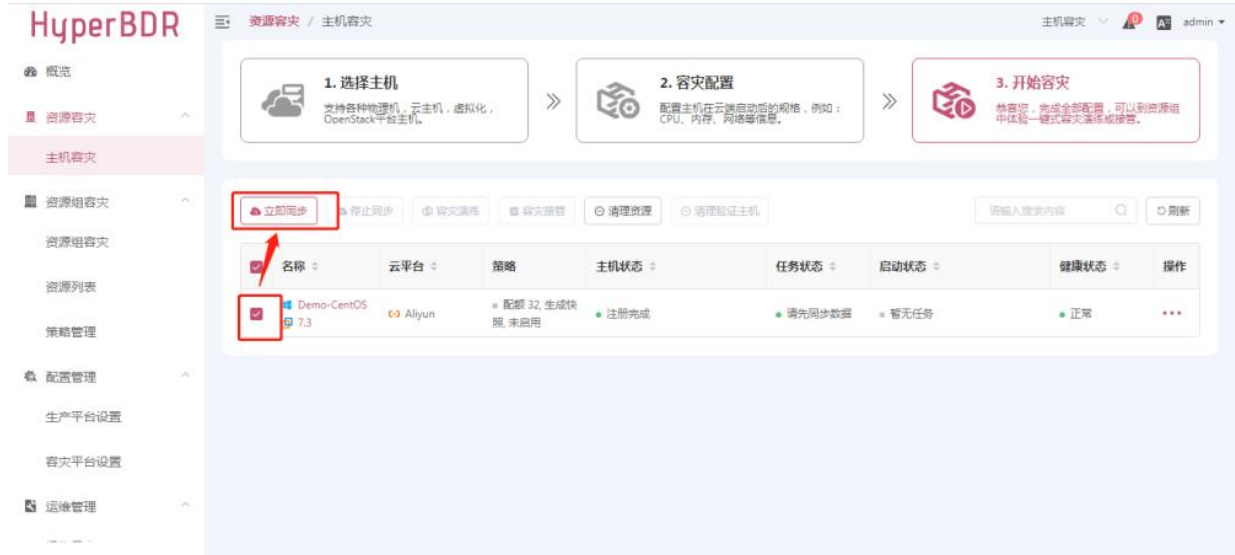 HyperBDR
资源容灾 / 主机容灾
主机容灾
0
admin
概览
资源容灾
主机容灾
资源组容灾
资源组容灾
资源列表
策略管理
配置管理
生产平台设置
容灾平台设置
运维管理
1. 选择主机
支持各种物理机，云主机，虚拟化，
OpenStack平台主机。
2. 容灾配置
配置主机在云端启动后的规格，例如：
CPU、内存、网络等信息。
3. 开始容灾
恭喜您，完成全部配置，可以到资源组
中体验一键式容灾演练或接管。
立即同步 停止同步 容灾演练 容灾接管 清理资源 清理验证主机 请输入搜索内容 刷新
名称 云平台 策略 主机状态 任务状态 启动状态 健康状态 操作
Demo-CentOS
7.3
Aliyun
配额 32, 生成快
照, 未启用
注册完成
请先同步数据
暂无任务
正常